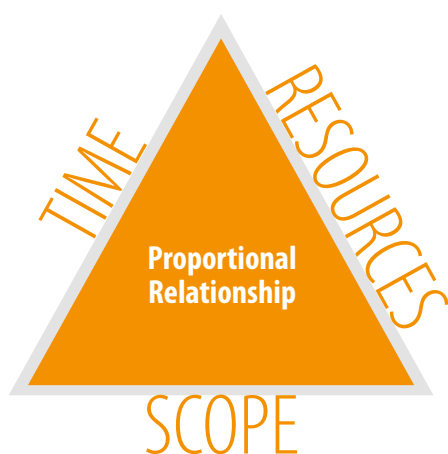 TIME
RESOURCES
Proportional
Relationship
SCOPE